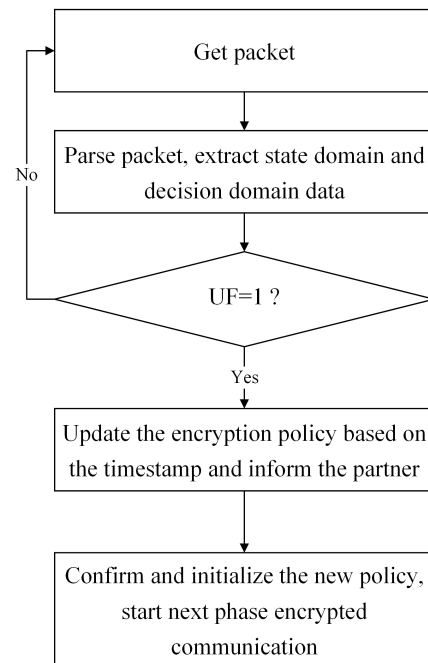 Get packet
Parse packet, extract state domain and
decision domain data
No
UF=1 ?
Yes
Update the encryption policy based on
the timestamp and inform the partner
Confirm and initialize the new policy,
start next phase encrypted
communication